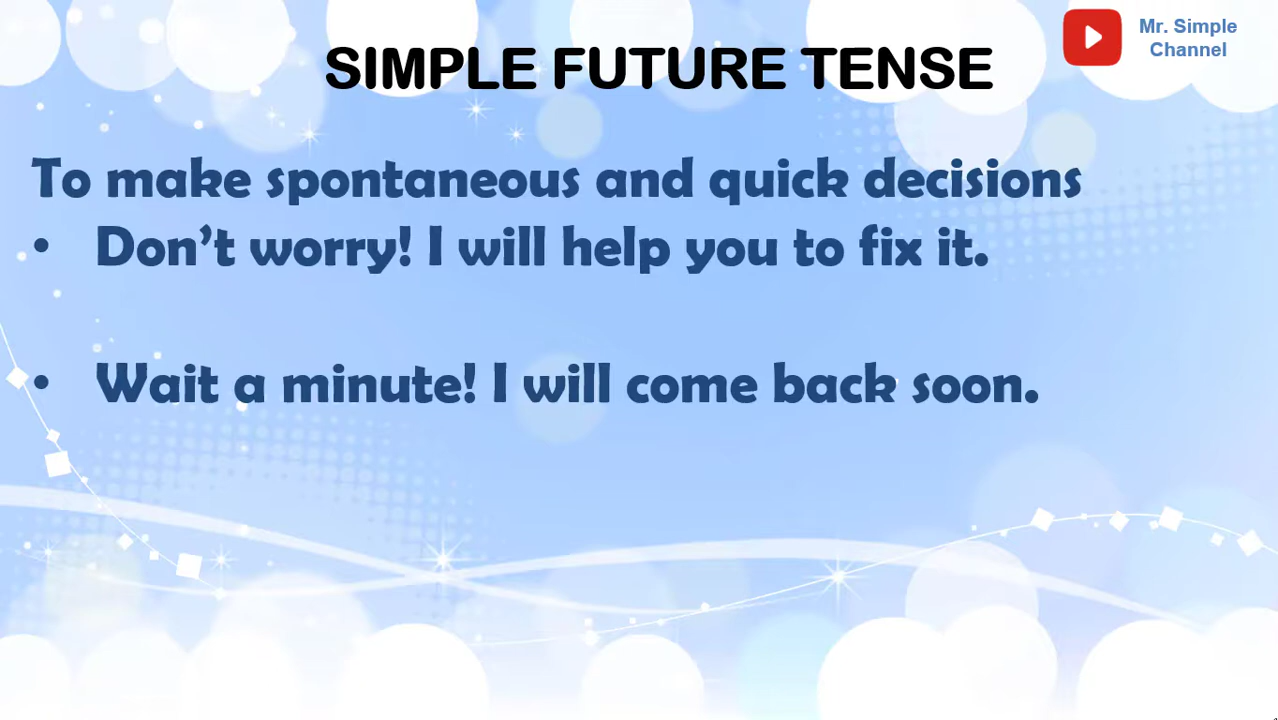 SIMPLE FUTURE TENSE
Mr. Simple
Channel
To make spontaneous and quick decisions
• Don’t worry! I will help you to fix it.
• Wait a minute! I will come back soon.